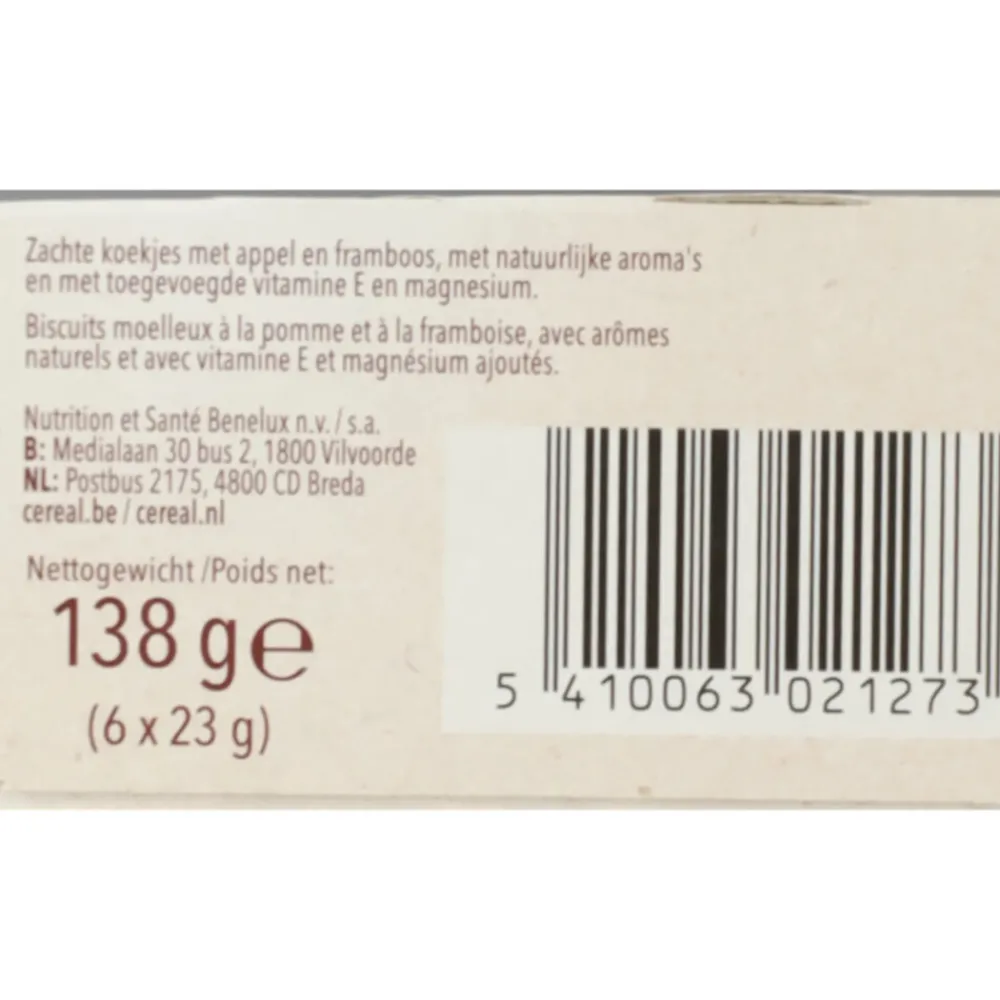 Zachte koekjes met appel en framboos, met natuurlijke aroma's
en met toegevoegde vitamine E en magnesium.
Biscuits moelleux à la pomme et à la framboise, avec arômes
naturels et avec vitamine E et magnésium ajoutés.
Nutrition et Santé Benelux n.v. / s.a.
B: Medialaan 30 bus 2, 1800 Vilvoorde
NL: Postbus 2175, 4800 CD Breda
cereal.be / cereal.nl
Nettogewicht /Poids net:
138 g e
(6 x 23 g)
5 410063 021273